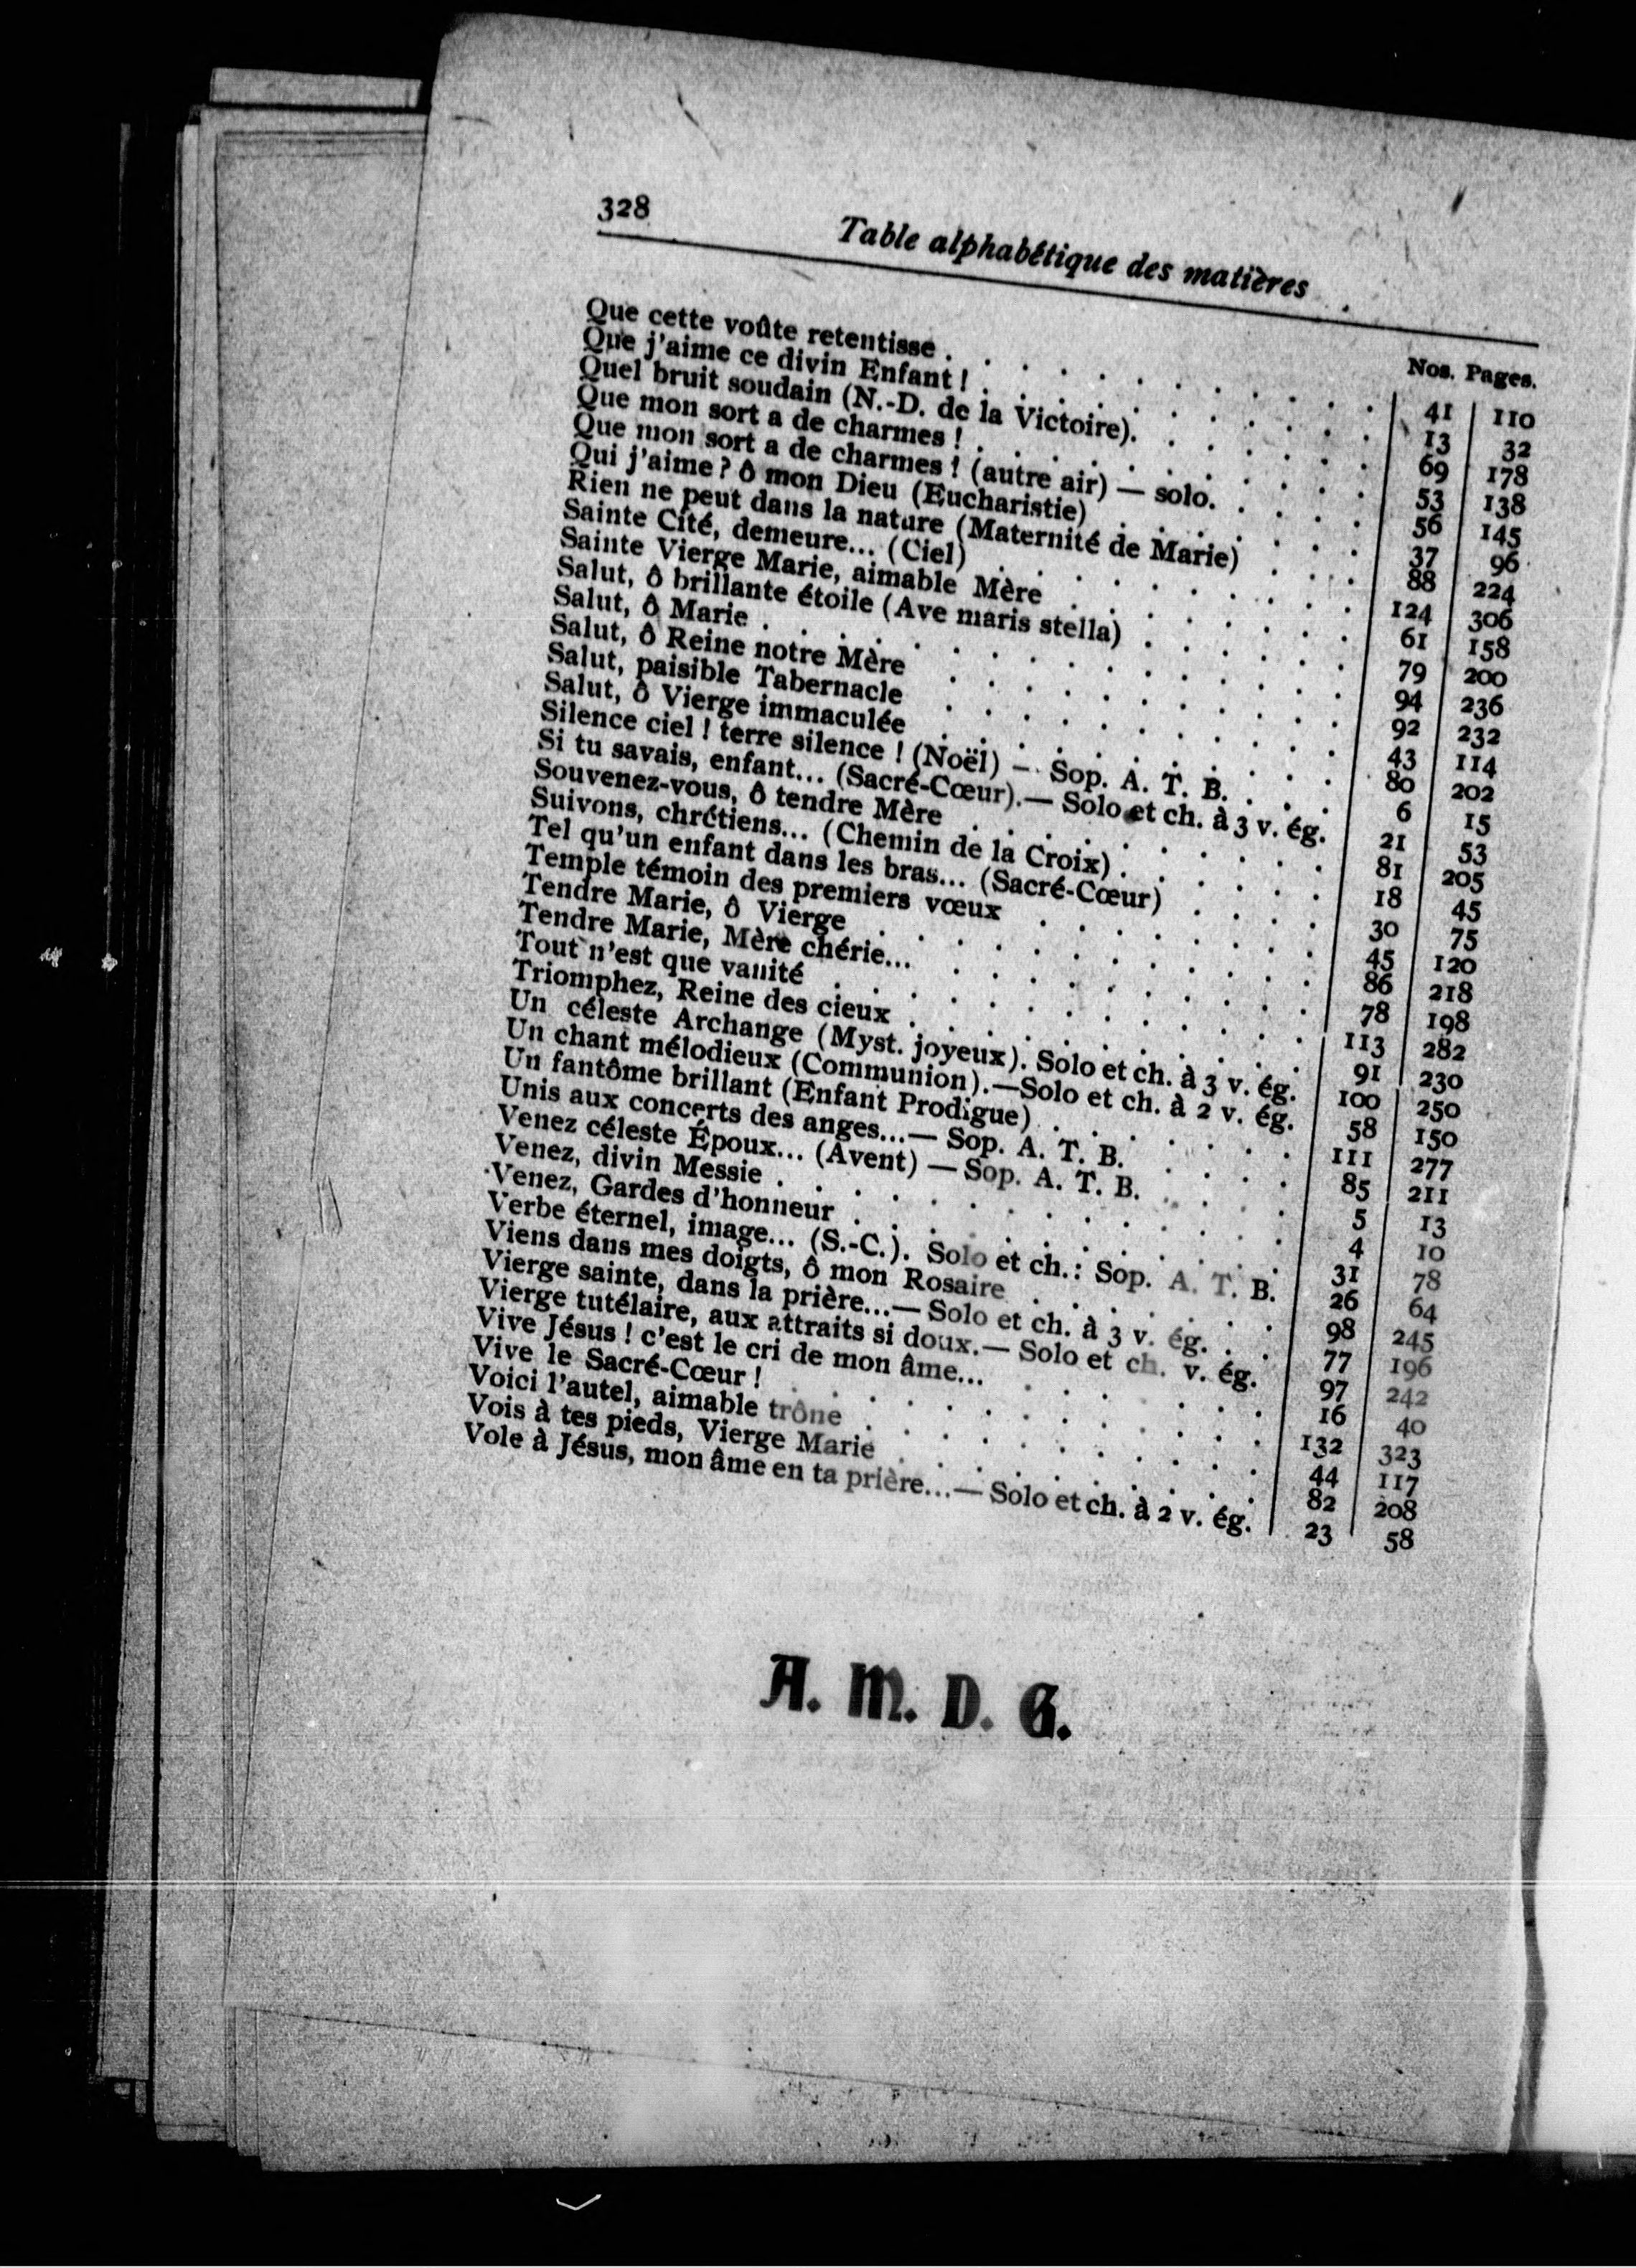 328
Table alphabétique des matières
Nos. Pages.
Que cette voûte retentisse . . . . . . . . . 41 110
Que j'aime ce divin Enfant ! . . . . . . . . 13 32
Quel bruit soudain (N.-D. de la Victoire). . . . . . 69 178
Que mon sort a de charmes ! . . . . . . . . 53 138
Que mon sort a de charmes ! (autre air) — solo. . . . . 56 145
Qui j'aime ? ô mon Dieu (Eucharistie) . . . . . . 37 96
Rien ne peut dans la nature (Maternité de Marie) . . . 88 224
Sainte Cité, demeure... (Ciel) . . . . . . . . 124 306
Sainte Vierge Marie, aimable Mère . . . . . . . 61 158
Salut, ô brillante étoile (Ave maris stella) . . . . . 79 200
Salut, ô Marie . . . . . . . . . . . 94 236
Salut, ô Reine notre Mère . . . . . . . . . 92 232
Salut, paisible Tabernacle . . . . . . . . . 43 114
Salut, ô Vierge immaculée . . . . . . . . . 80 202
Silence ciel ! terre silence ! (Noël) — Sop. A. T. B. . . . 6 15
Si tu savais, enfant... (Sacré-Cœur).— Solo et ch. à 3 v. ég. 21 53
Souvenez-vous, ô tendre Mère . . . . . . . . 81 205
Suivons, chrétiens... (Chemin de la Croix) . . . . . 18 45
Tel qu'un enfant dans les bras... (Sacré-Cœur) . . . . 30 75
Temple témoin des premiers vœux . . . . . . . 45 120
Tendre Marie, ô Vierge . . . . . . . . . . 86 218
Tendre Marie, Mère chérie... . . . . . . . . 78 198
Tout n'est que vanité . . . . . . . . . . 113 282
Triomphez, Reine des cieux . . . . . . . . . 91 230
Un céleste Archange (Myst. joyeux). Solo et ch. à 3 v. ég. 100 250
Un chant mélodieux (Communion).—Solo et ch. à 2 v. ég. 58 150
Un fantôme brillant (Enfant Prodigue) . . . . . . 111 277
Unis aux concerts des anges...— Sop. A. T. B. . . . . 85 211
Venez céleste Époux... (Avent) — Sop. A. T. B. . . . . 5 13
Venez, divin Messie . . . . . . . . . . . 4 10
Venez, Gardes d'honneur . . . . . . . . . 31 78
Verbe éternel, image... (S.-C.). Solo et ch.: Sop. A. T. B. 26 64
Viens dans mes doigts, ô mon Rosaire . . . . . . 98 245
Vierge sainte, dans la prière...— Solo et ch. à 3 v. ég. . . 77 196
Vierge tutélaire, aux attraits si doux.— Solo et ch. v. ég. 97 242
Vive Jésus ! c'est le cri de mon âme... . . . . . . 16 40
Vive le Sacré-Cœur ! . . . . . . . . . . 132 323
Voici l'autel, aimable trône . . . . . . . . . 44 117
Vois à tes pieds, Vierge Marie . . . . . . . . 82 208
Vole à Jésus, mon âme en ta prière...— Solo et ch. à 2 v. ég. 23 58
A. M. D. G.